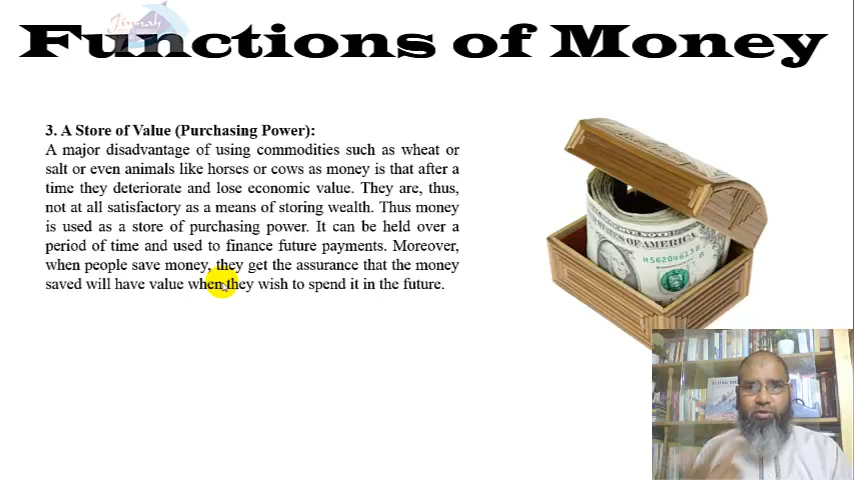 Jinnah
Functions of Money
3. A Store of Value (Purchasing Power):
A major disadvantage of using commodities such as wheat or
salt or even animals like horses or cows as money is that after a
time they deteriorate and lose economic value. They are, thus,
not at all satisfactory as a means of storing wealth. Thus money
is used as a store of purchasing power. It can be held over a
period of time and used to finance future payments. Moreover,
when people save money, they get the assurance that the money
saved will have value when they wish to spend it in the future.